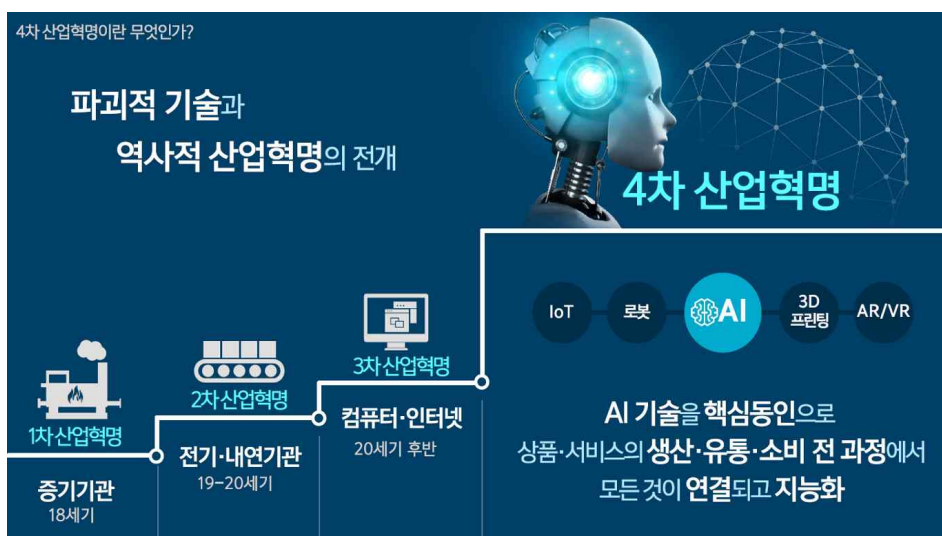 4차 산업혁명이란 무엇인가?
파괴적 기술과
역사적 산업혁명의 전개
4차 산업혁명
IoT
로봇
AI
3D
프린팅
AR/VR
3차 산업혁명
2차 산업혁명
1차 산업혁명
증기기관
18세기
전기·내연기관
19-20세기
컴퓨터·인터넷
20세기 후반
AI 기술을 핵심동인으로
상품·서비스의 생산·유통·소비 전 과정에서
모든 것이 연결되고 지능화